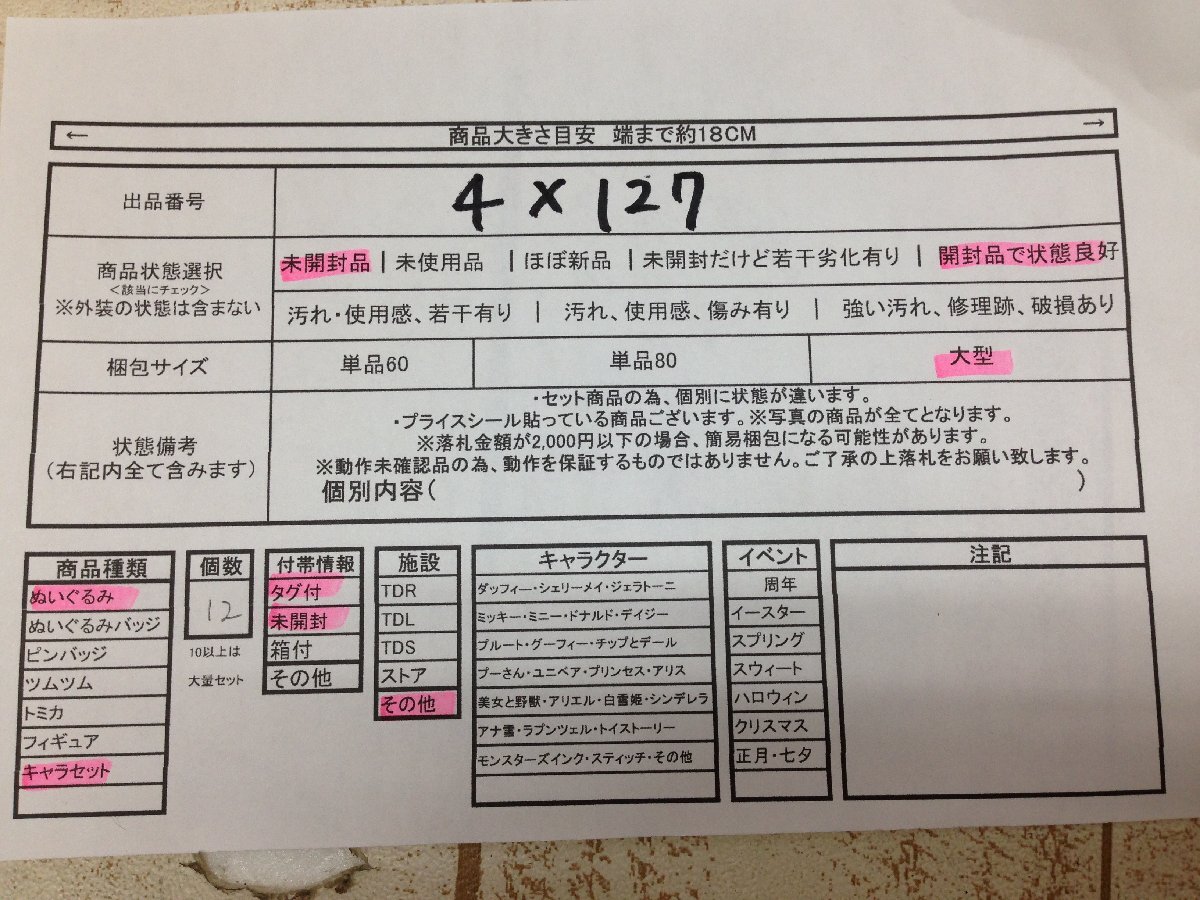 ← 商品大きさ目安 端まで約18CM →
出品番号 4×127
商品状態選択
<該当にチェック>
※外装の状態は含まない
未開封品 | 未使用品 | ほぼ新品 | 未開封だけど若干劣化有り | 開封品で状態良好
汚れ・使用感、若干有り | 汚れ、使用感、傷み有り | 強い汚れ、修理跡、破損あり
梱包サイズ 単品60 単品80 大型
状態備考
(右記内全て含みます)
・セット商品の為、個別に状態が違います。
・プライスシール貼っている商品ございます。※写真の商品が全てとなります。
※落札金額が2,000円以下の場合、簡易梱包になる可能性があります。
※動作未確認品の為、動作を保証するものではありません。ご了承の上落札をお願い致します。
個別内容( )
商品種類
ぬいぐるみ
ぬいぐるみバッジ
ピンバッジ
ツムツム
トミカ
フィギュア
キャラセット
個数
12
10以上は
大量セット
付帯情報
タグ付
未開封
箱付
その他
施設
TDR
TDL
TDS
ストア
その他
キャラクター
ダッフィー・シェリーメイ・ジェラトーニ
ミッキー・ミニー・ドナルド・デイジー
プルート・グーフィー・チップとデール
プーさん・ユニベア・プリンセス・アリス
美女と野獣・アリエル・白雪姫・シンデレラ
アナ雪・ラプンツェル・トイストーリー
モンスターズインク・スティッチ・その他
イベント
周年
イースター
スプリング
スウィート
ハロウィン
クリスマス
正月・七夕
注記